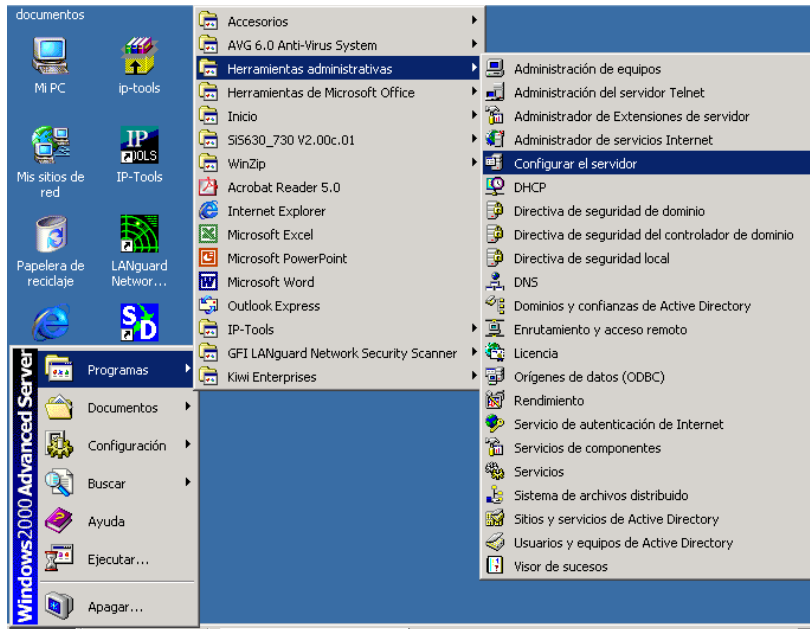 documentos
Mi PC
ip-tools
Mis sitios de red
IP-Tools
Papelera de reciclaje
LANguard Networ...
IP
TOOLS
SD
Windows2000 Advanced Server
Programas
Documentos
Configuración
Buscar
Ayuda
Ejecutar...
Apagar...
Accesorios
AVG 6.0 Anti-Virus System
Herramientas administrativas
Herramientas de Microsoft Office
Inicio
SiS630_730 V2.00c.01
WinZip
Acrobat Reader 5.0
Internet Explorer
Microsoft Excel
Microsoft PowerPoint
Microsoft Word
Outlook Express
IP-Tools
GFI LANguard Network Security Scanner
Kiwi Enterprises
Administración de equipos
Administración del servidor Telnet
Administrador de Extensiones de servidor
Administrador de servicios Internet
Configurar el servidor
DHCP
Directiva de seguridad de dominio
Directiva de seguridad del controlador de dominio
Directiva de seguridad local
DNS
Dominios y confianzas de Active Directory
Enrutamiento y acceso remoto
Licencia
Orígenes de datos (ODBC)
Rendimiento
Servicio de autenticación de Internet
Servicios de componentes
Servicios
Sistema de archivos distribuido
Sitios y servicios de Active Directory
Usuarios y equipos de Active Directory
Visor de sucesos